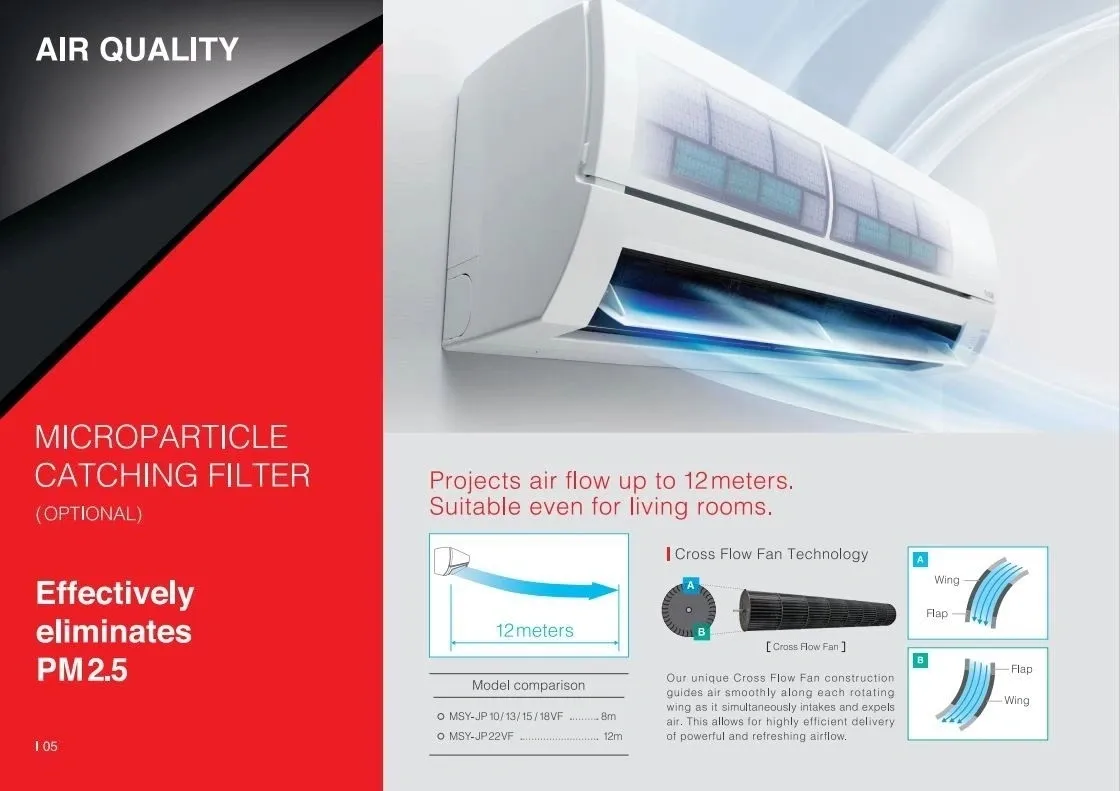 AIR QUALITY
MICROPARTICLE
CATCHING FILTER
(OPTIONAL)
Effectively
eliminates
PM2.5
I 05
Projects air flow up to 12meters.
Suitable even for living rooms.
12meters
Model comparison
MSY-JP10/13/15/18VF .......... 8m
MSY-JP22VF ........................... 12m
Cross Flow Fan Technology
A
B
[ Cross Flow Fan ]
Our unique Cross Flow Fan construction
guides air smoothly along each rotating
wing as it simultaneously intakes and expels
air. This allows for highly efficient delivery
of powerful and refreshing airflow.
A
Wing
Flap
B
Flap
Wing